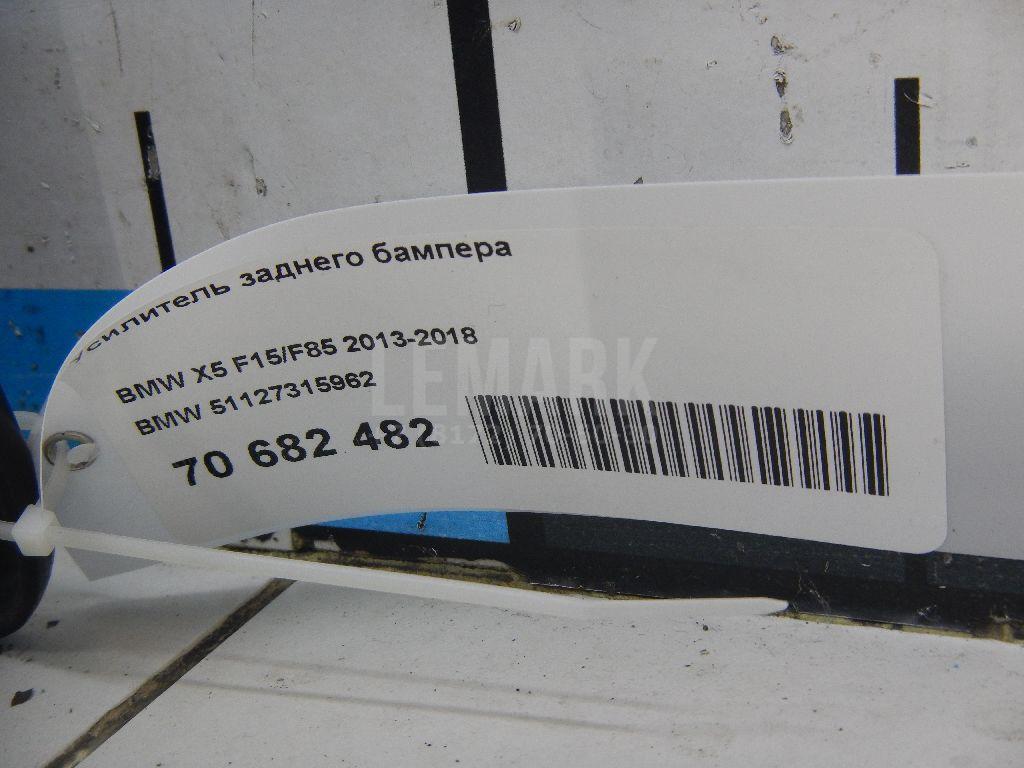 усилитель заднего бампера
BMW X5 F15/F85 2013-2018
BMW 51127315962
70 682 482
LEMARK